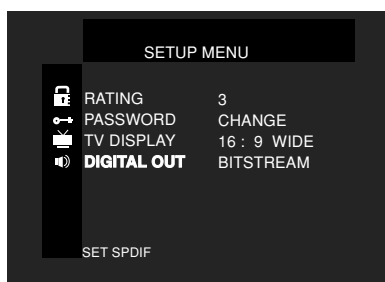 SETUP MENU
RATING 3
PASSWORD CHANGE
TV DISPLAY 16 : 9 WIDE
DIGITAL OUT BITSTREAM
SET SPDIF